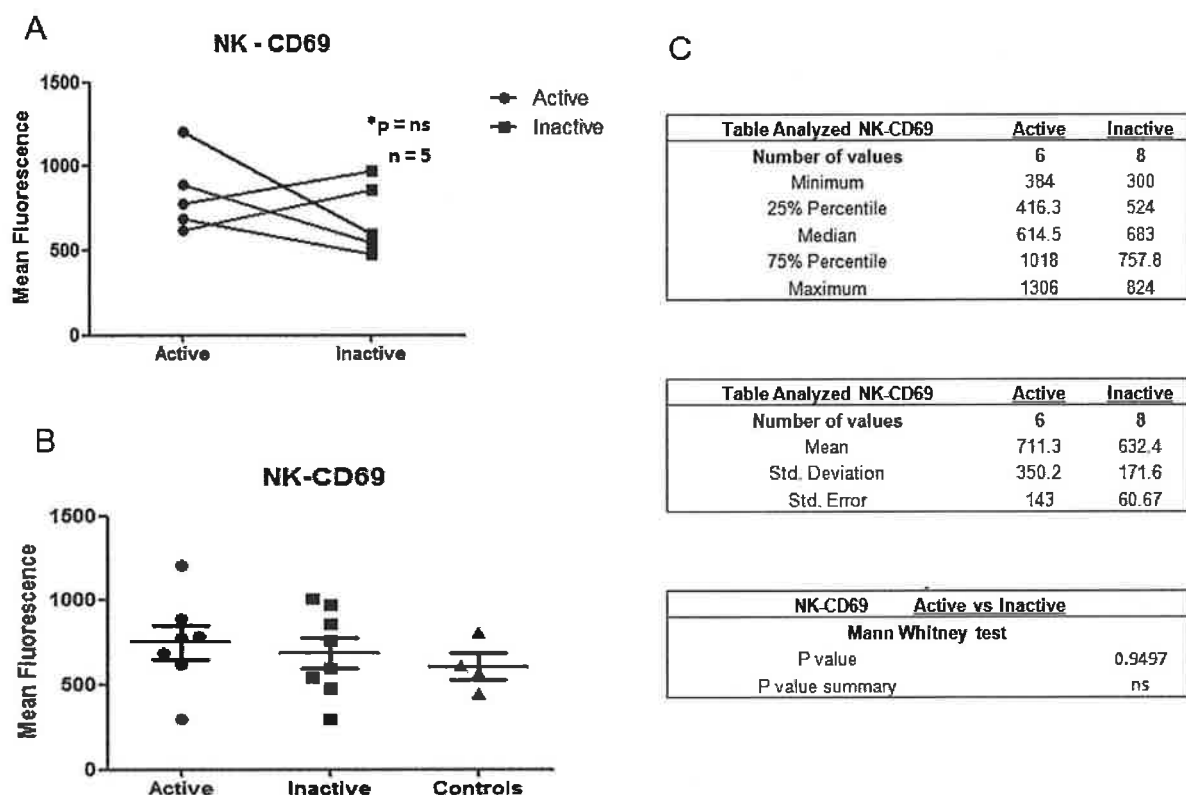 A
NK - CD69
1500
1000
500
0
Mean Fluorescence
Active
Inactive
*p = ns
n = 5
Active
Inactive
B
NK-CD69
1500
1000
500
0
Mean Fluorescence
Active
Inactive
Controls
C
Table Analyzed NK-CD69 Active Inactive
Number of values 6 8
Minimum 384 300
25% Percentile 416.3 524
Median 614.5 683
75% Percentile 1018 757.8
Maximum 1306 824
Table Analyzed NK-CD69 Active Inactive
Number of values 6 8
Mean 711.3 632.4
Std. Deviation 350.2 171.6
Std. Error 143 60.67
NK-CD69 Active vs Inactive
Mann Whitney test
P value 0.9497
P value summary ns